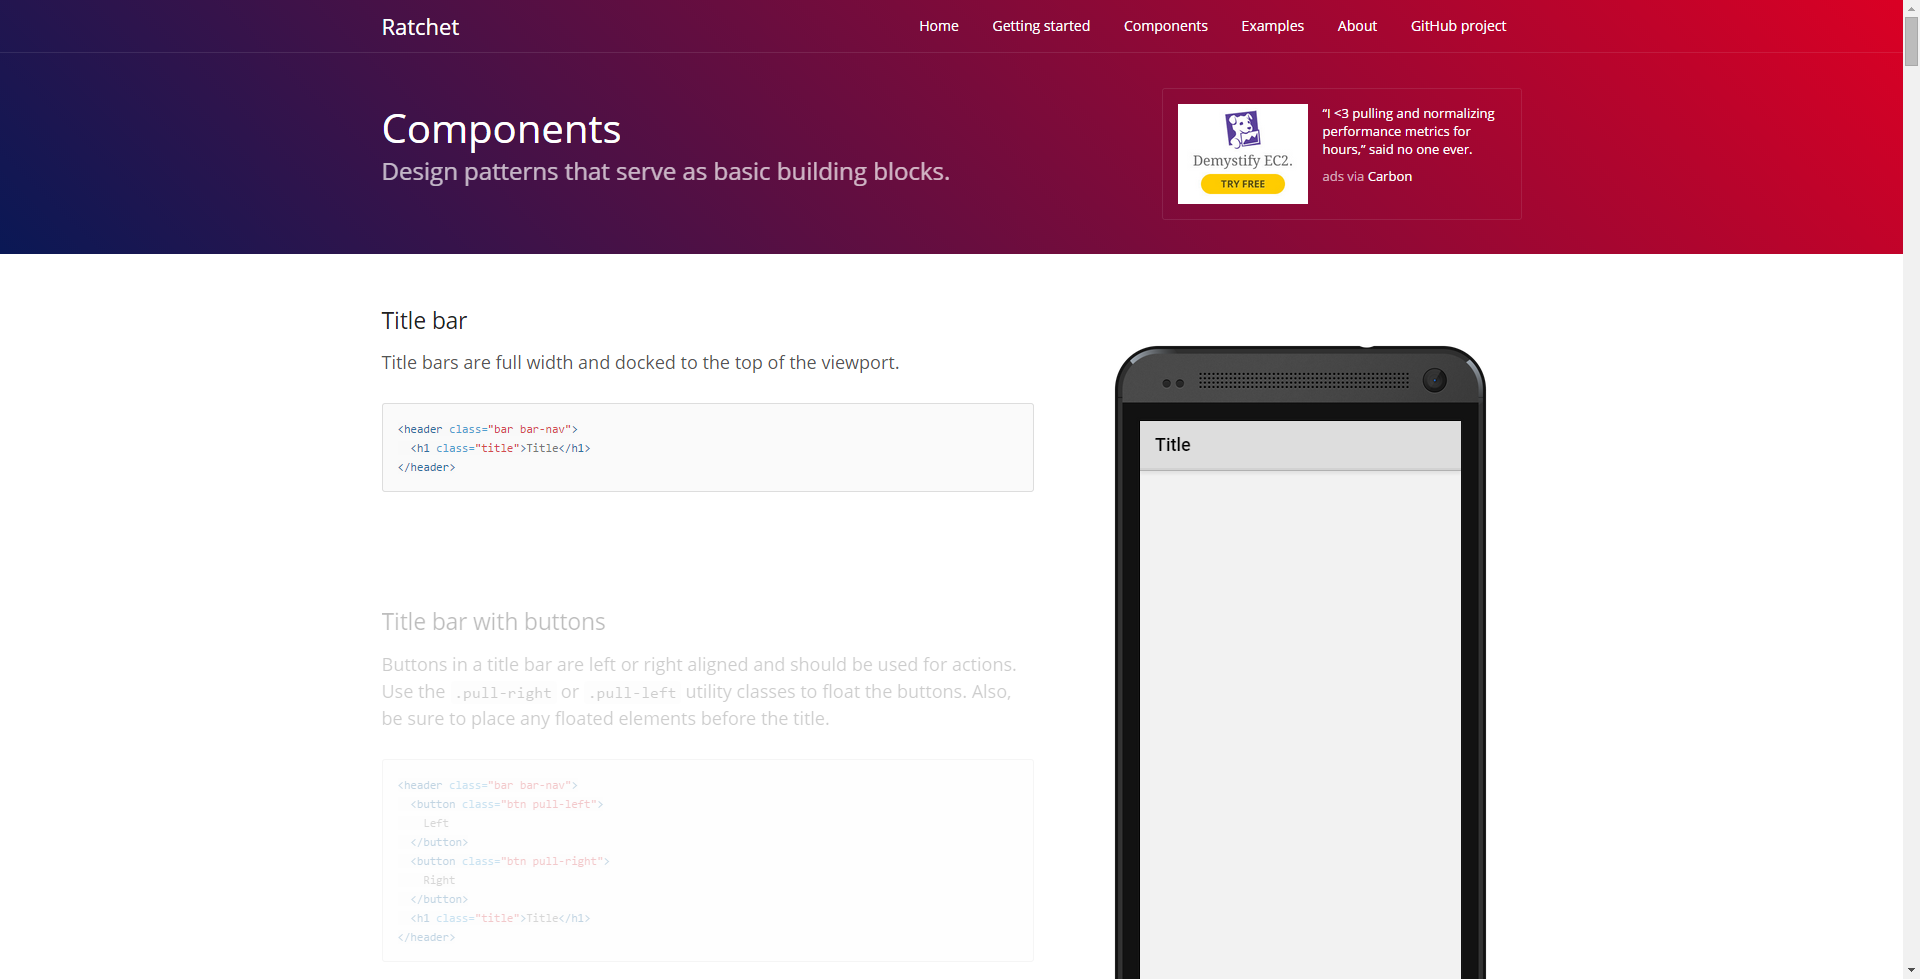 Ratchet
Home Getting started Components Examples About GitHub project
Components
Design patterns that serve as basic building blocks.
Demystify EC2.
TRY FREE
“I <3 pulling and normalizing
performance metrics for
hours,” said no one ever.
ads via Carbon
Title bar
Title bars are full width and docked to the top of the viewport.
<header class="bar bar-nav">
  <h1 class="title">Title</h1>
</header>
Title
Title bar with buttons
Buttons in a title bar are left or right aligned and should be used for actions.
Use the .pull-right or .pull-left utility classes to float the buttons. Also,
be sure to place any floated elements before the title.
<header class="bar bar-nav">
  <button class="btn pull-left">
    Left
  </button>
  <button class="btn pull-right">
    Right
  </button>
  <h1 class="title">Title</h1>
</header>